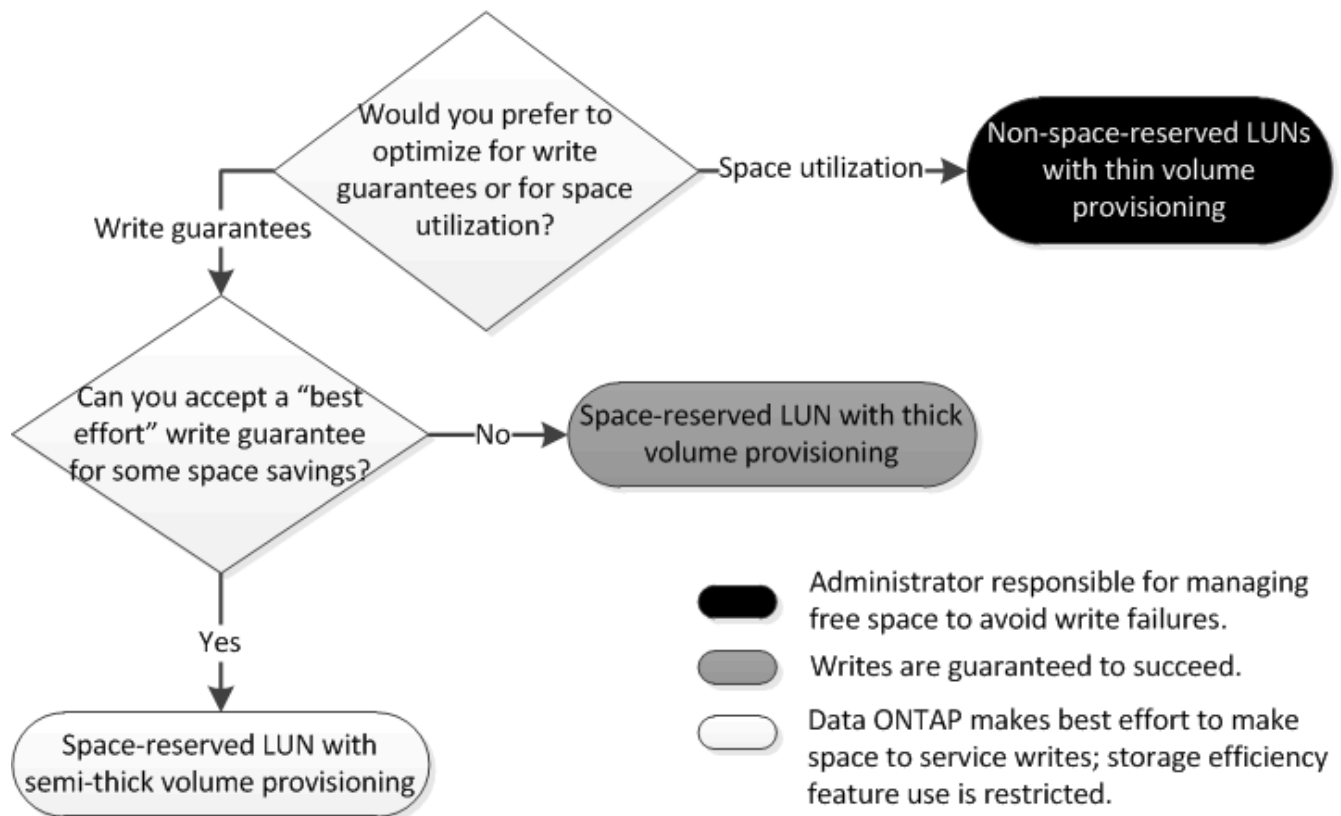 Would you prefer to
optimize for write
guarantees or for space
utilization?
Space utilization
Non-space-reserved LUNs
with thin volume
provisioning
Write guarantees
Can you accept a “best
effort” write guarantee
for some space savings?
No
Space-reserved LUN with thick
volume provisioning
Yes
Space-reserved LUN with
semi-thick volume provisioning
Administrator responsible for managing
free space to avoid write failures.
Writes are guaranteed to succeed.
Data ONTAP makes best effort to make
space to service writes; storage efficiency
feature use is restricted.